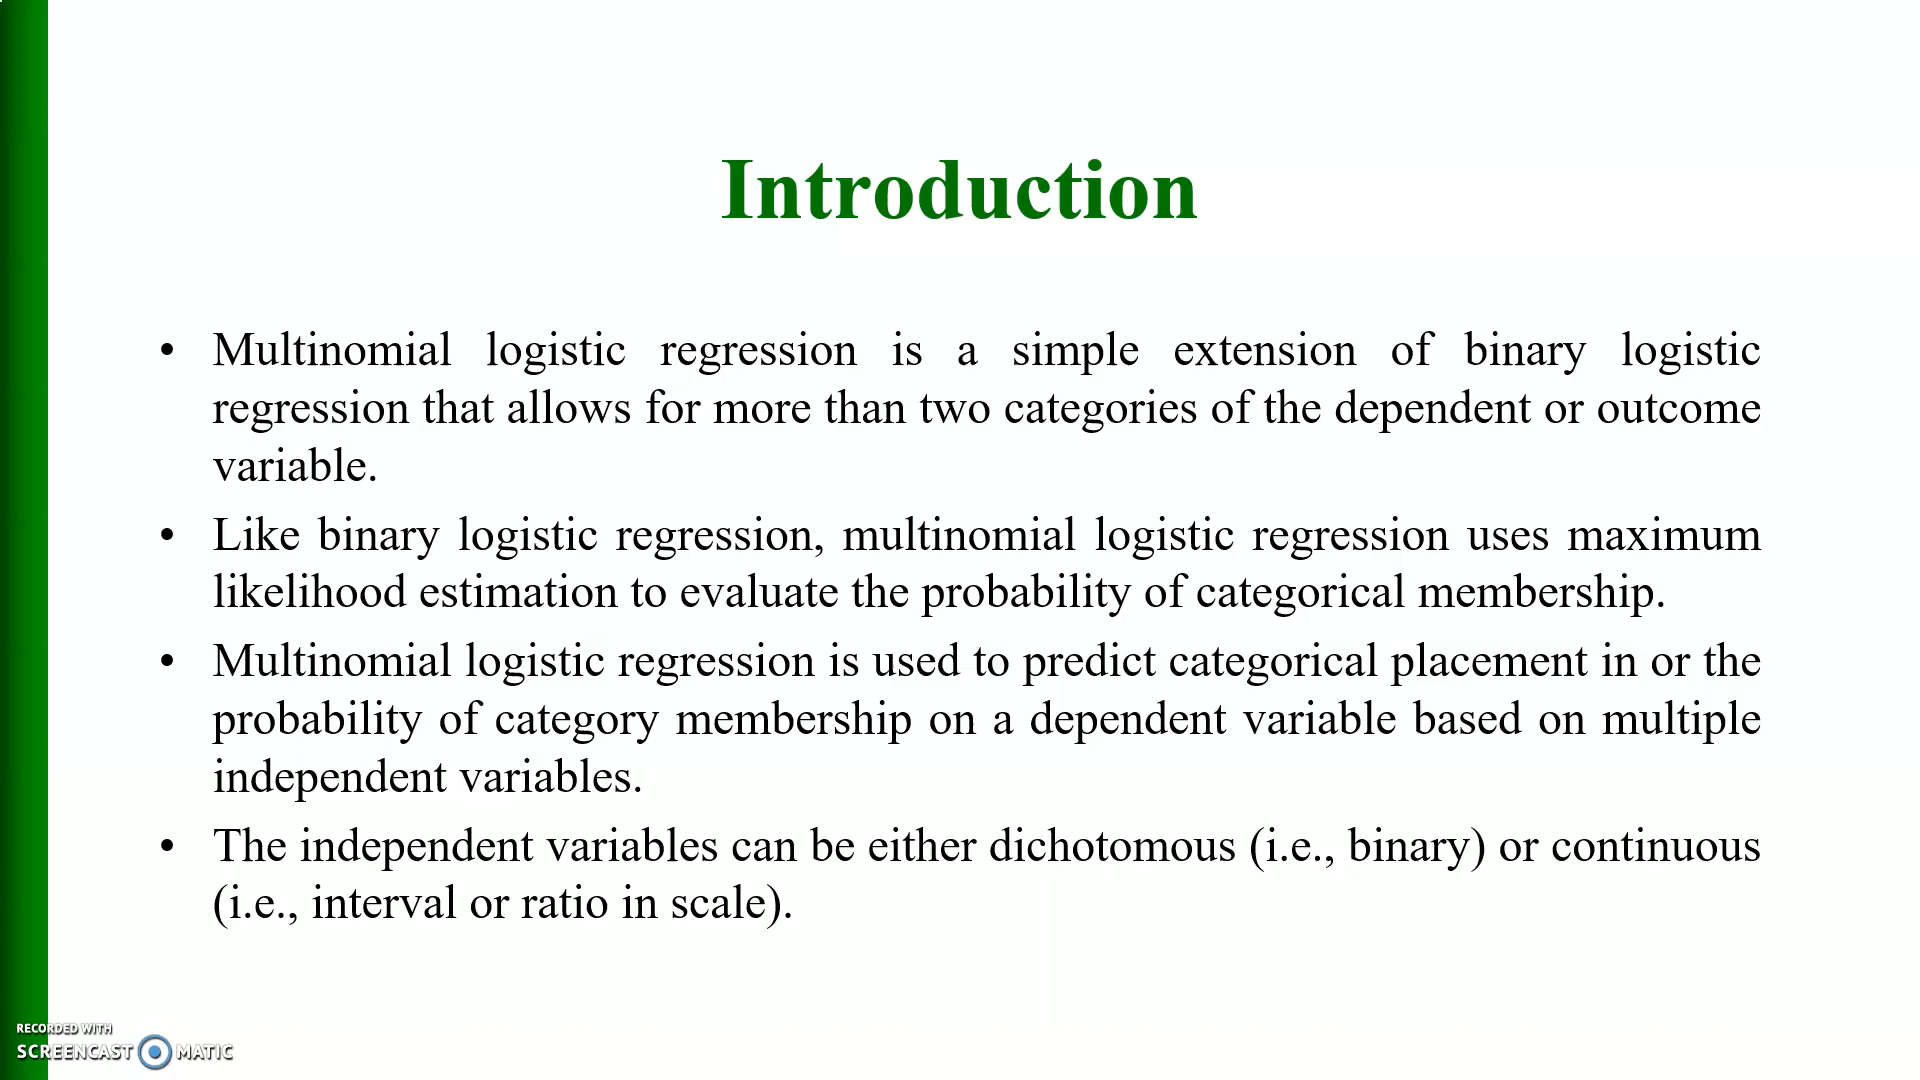 Introduction
• Multinomial logistic regression is a simple extension of binary logistic
regression that allows for more than two categories of the dependent or outcome
variable.
• Like binary logistic regression, multinomial logistic regression uses maximum
likelihood estimation to evaluate the probability of categorical membership.
• Multinomial logistic regression is used to predict categorical placement in or the
probability of category membership on a dependent variable based on multiple
independent variables.
• The independent variables can be either dichotomous (i.e., binary) or continuous
(i.e., interval or ratio in scale).
RECORDED WITH
SCREENCAST MATIC